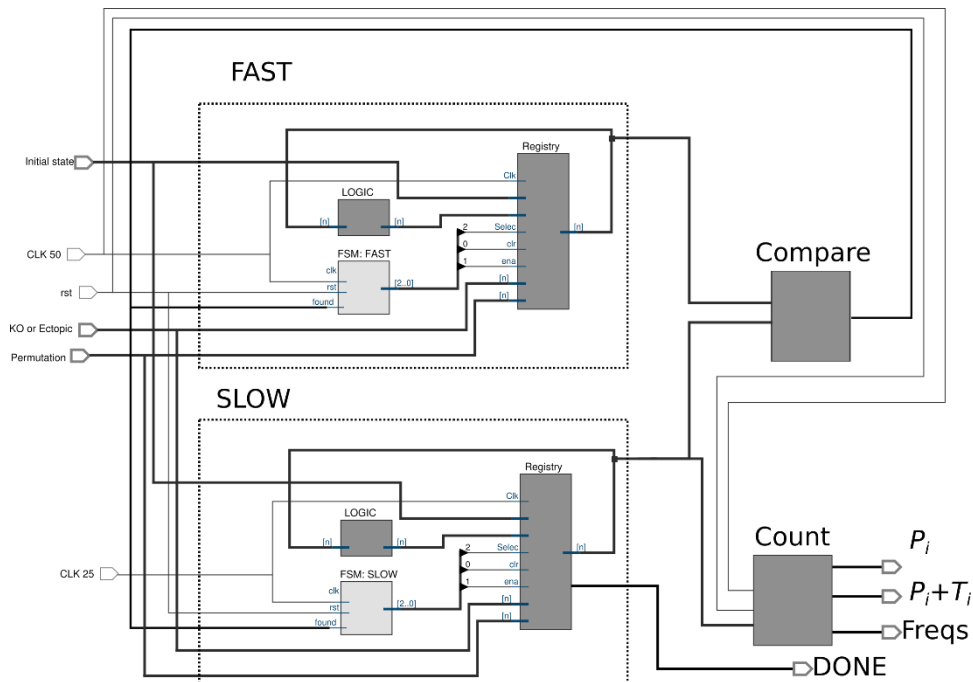 FAST
Registry
Initial state
Clk
LOGIC
[n]
[n]
2
Selec
[n]
CLK 50
FSM: FAST
0
clr
clk
1
ena
rst
rst
[2..0]
[n]
found
[n]
KO or Ectopic
Permutation
Compare
SLOW
Registry
Clk
LOGIC
[n]
[n]
2
Selec
[n]
Count
Pi
CLK 25
FSM: SLOW
0
clr
clk
1
ena
Pi+Ti
rst
[2..0]
[n]
found
[n]
Freqs
DONE